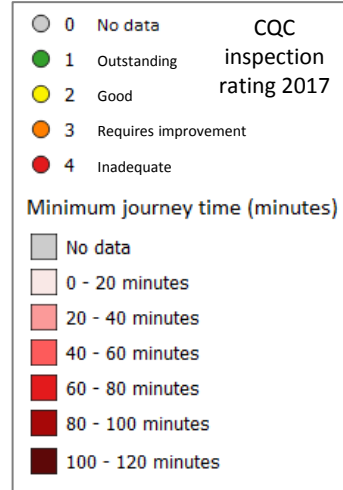 CQC
inspection
rating 2017
0 No data
1 Outstanding
2 Good
3 Requires improvement
4 Inadequate
Minimum journey time (minutes)
No data
0 - 20 minutes
20 - 40 minutes
40 - 60 minutes
60 - 80 minutes
80 - 100 minutes
100 - 120 minutes